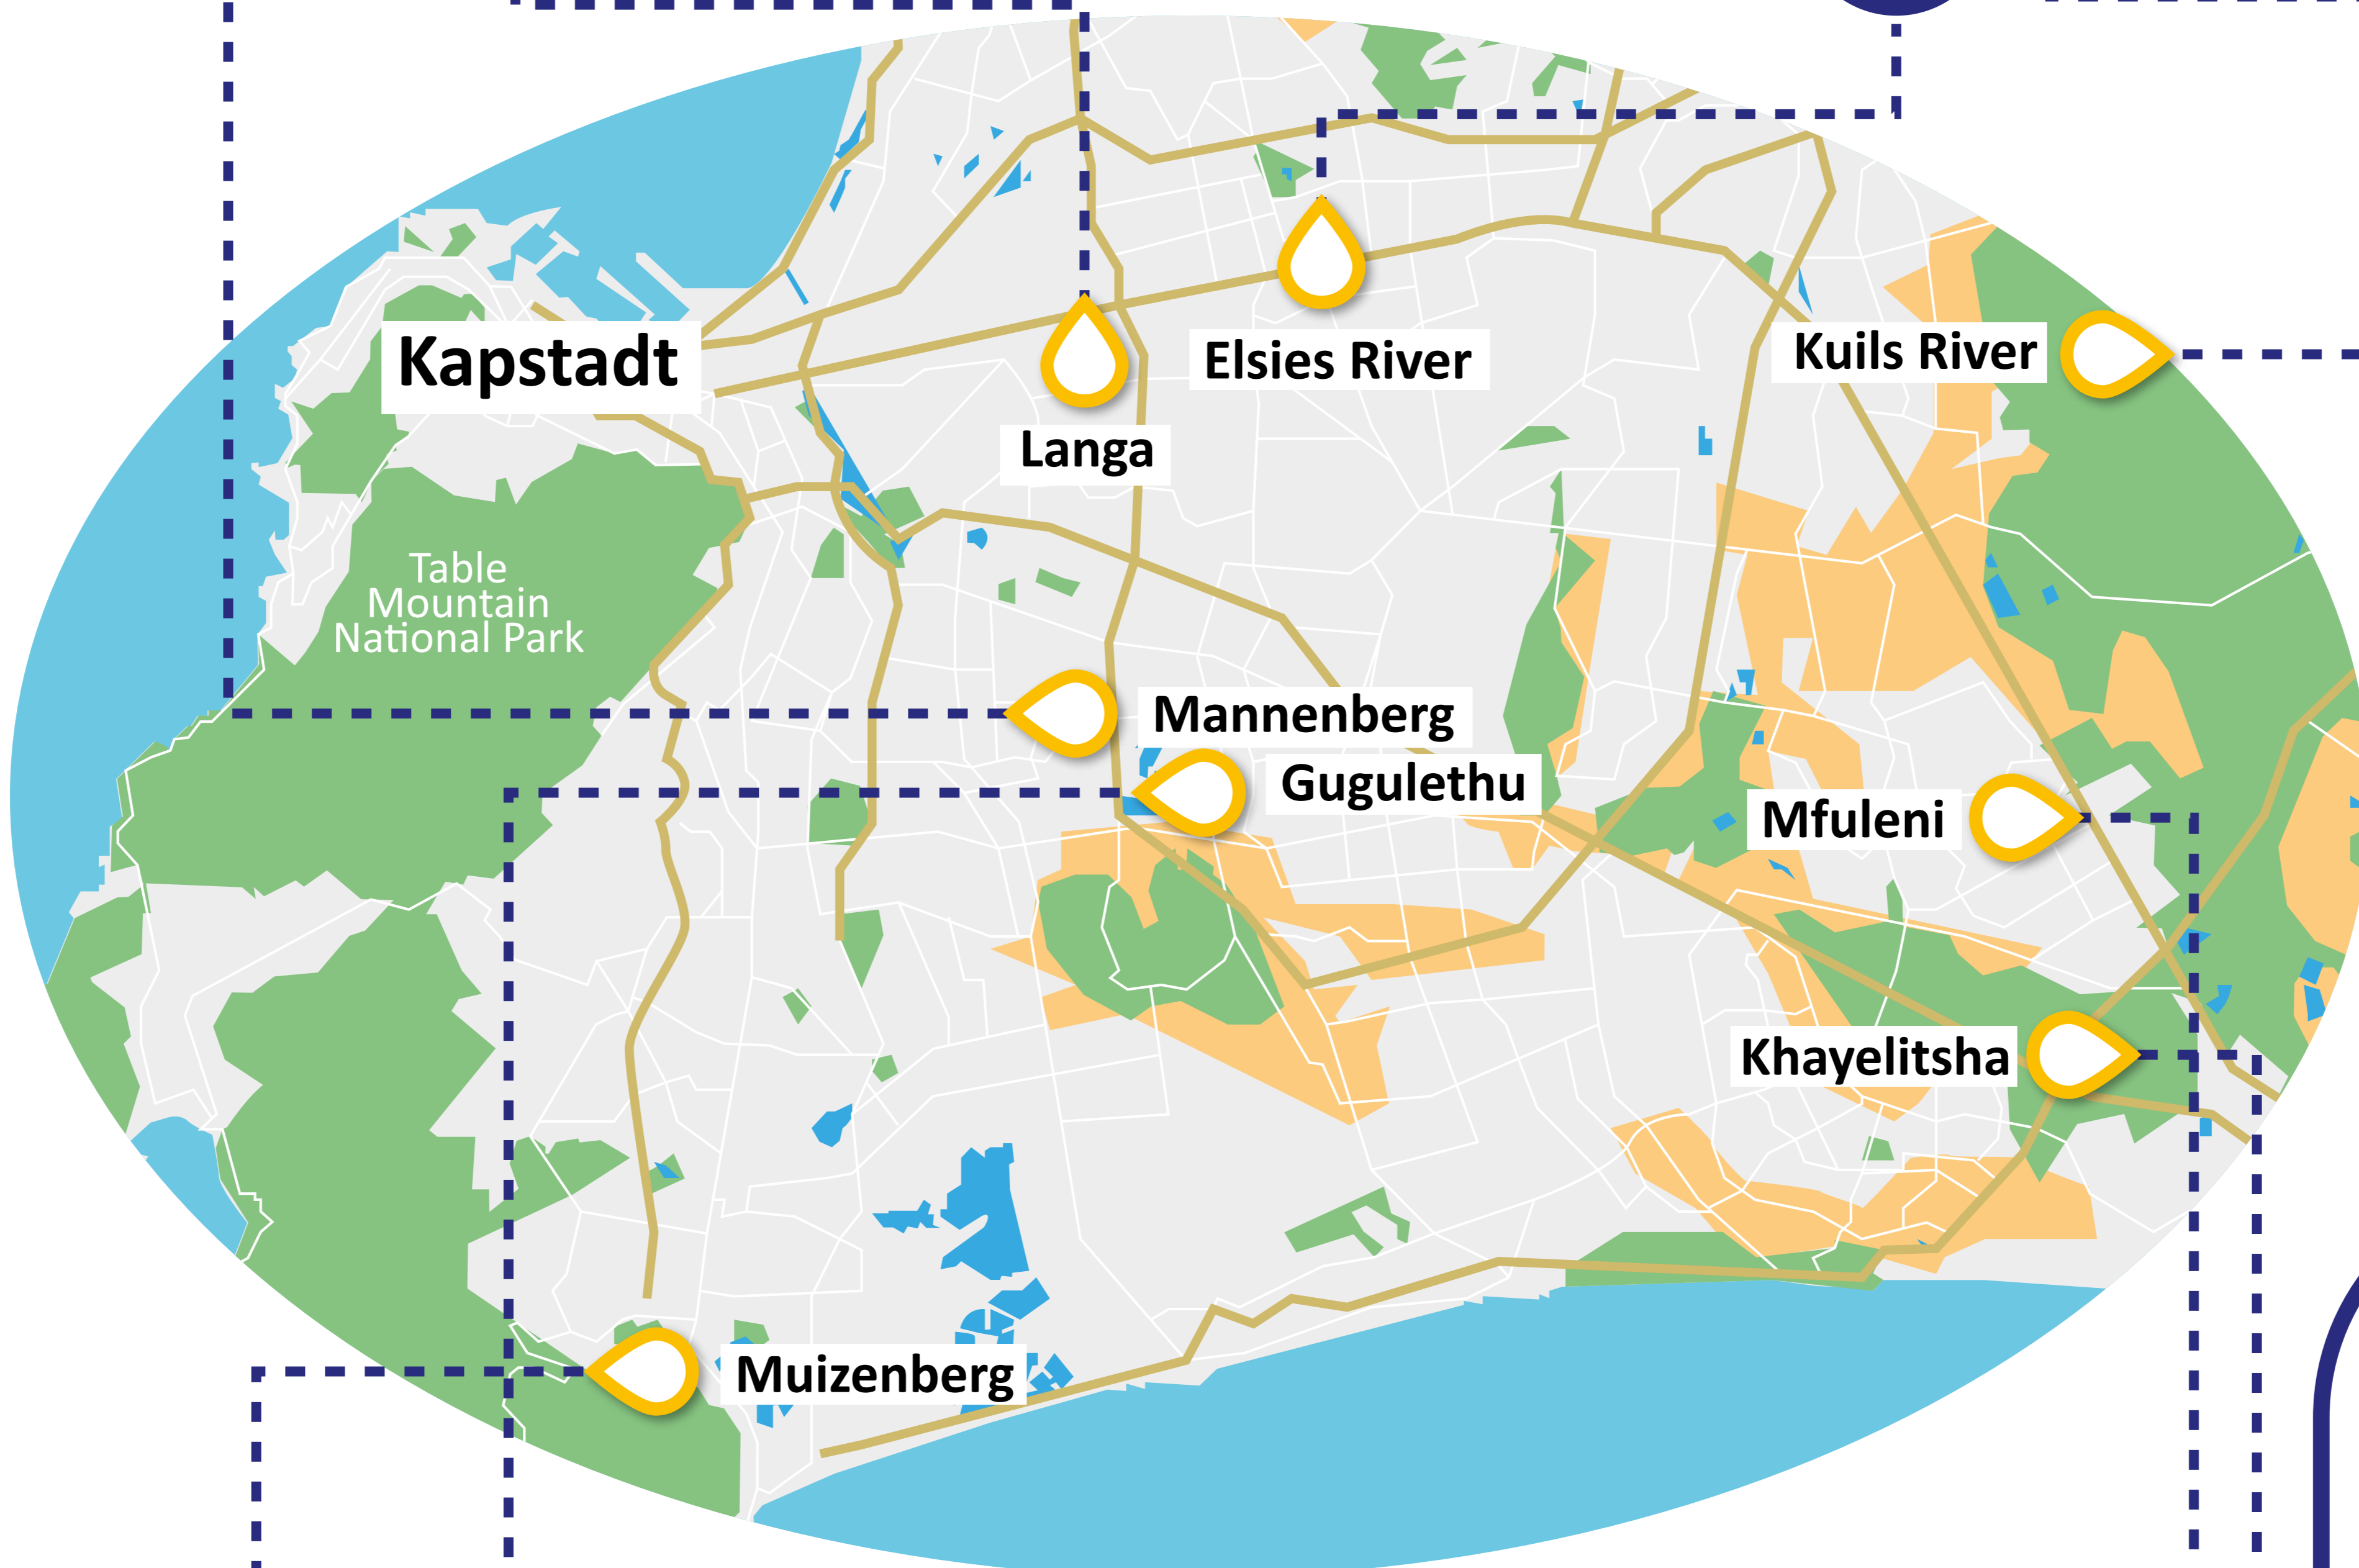 Kapstadt
Elsies River
Kuils River
Langa
Table
Mountain
National Park
Mannenberg
Gugulethu
Mfuleni
Khayelitsha
Muizenberg